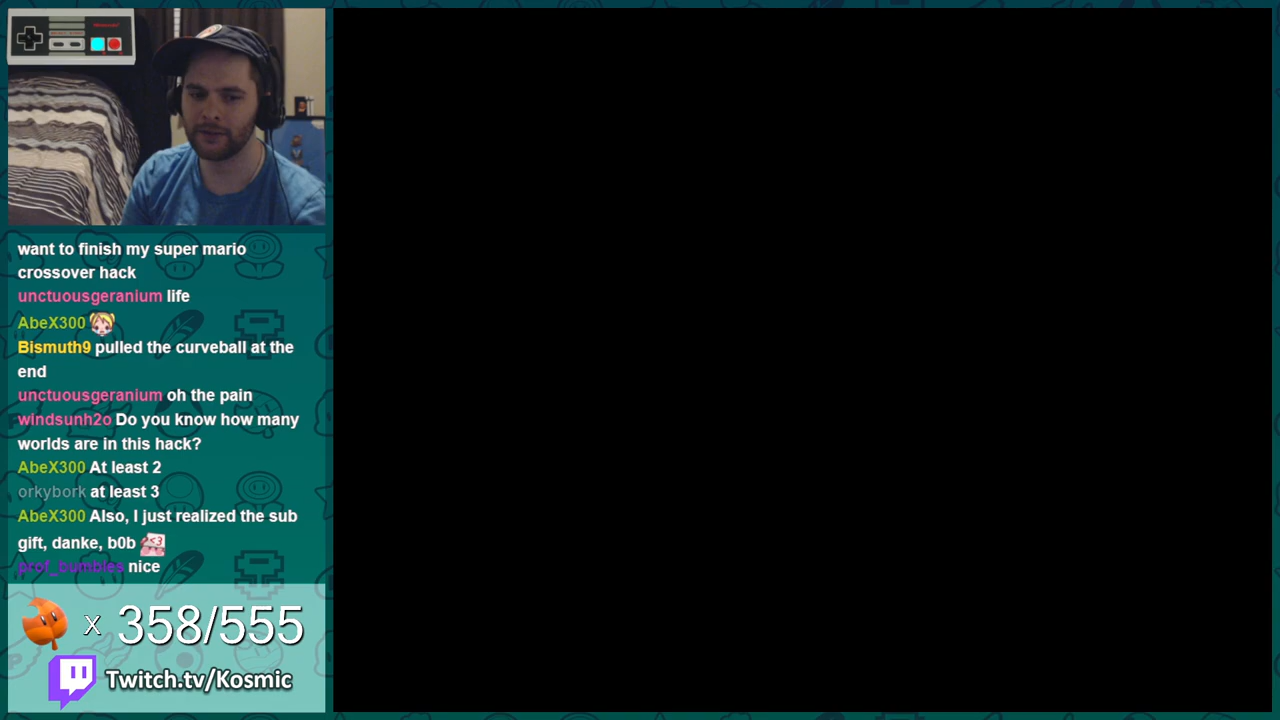 want to finish my super mario
crossover hack
unctuousgeranium life
AbeX300
Bismuth9 pulled the curveball at the
end
unctuousgeranium oh the pain
windsunh2o Do you know how many
worlds are in this hack?
AbeX300 At least 2
orkybork at least 3
AbeX300 Also, I just realized the sub
gift, danke, b0b <3
prof_bumbles nice
x 358/555
Twitch.tv/Kosmic